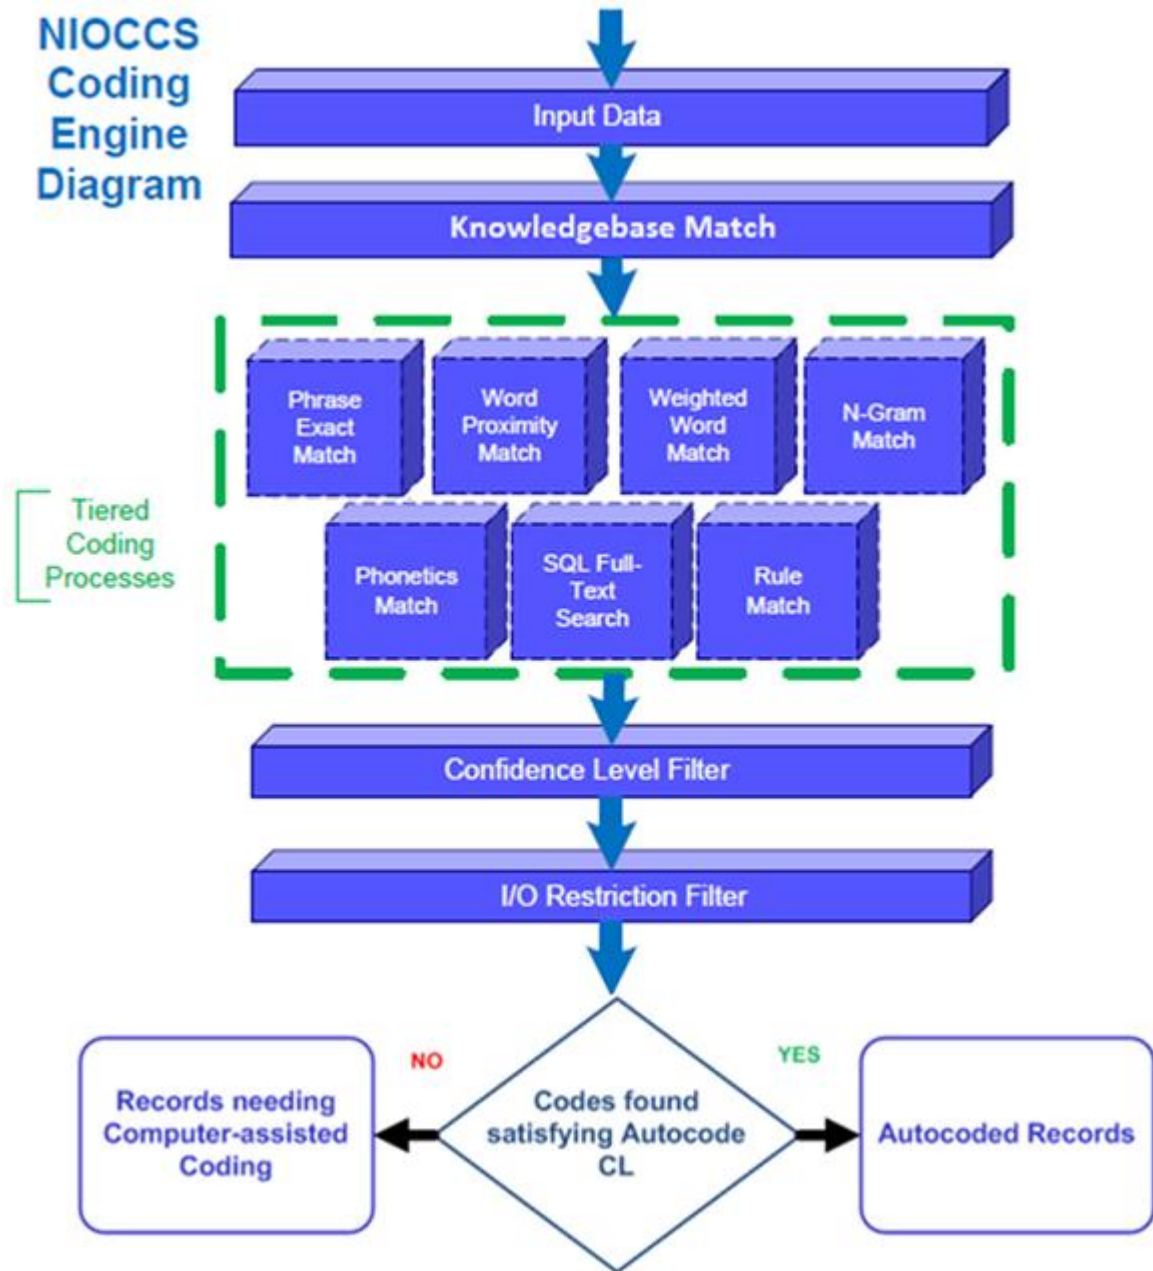 NIOCCS
Coding
Engine
Diagram
Input Data
Knowledgebase Match
Phrase
Exact
Match
Word
Proximity
Match
Weighted
Word
Match
N-Gram
Match
Tiered
Coding
Processes
Phonetics
Match
SQL Full-
Text
Search
Rule
Match
Confidence Level Filter
I/O Restriction Filter
NO
YES
Records needing
Computer-assisted
Coding
Codes found
satisfying Autocode
CL
Autocoded Records